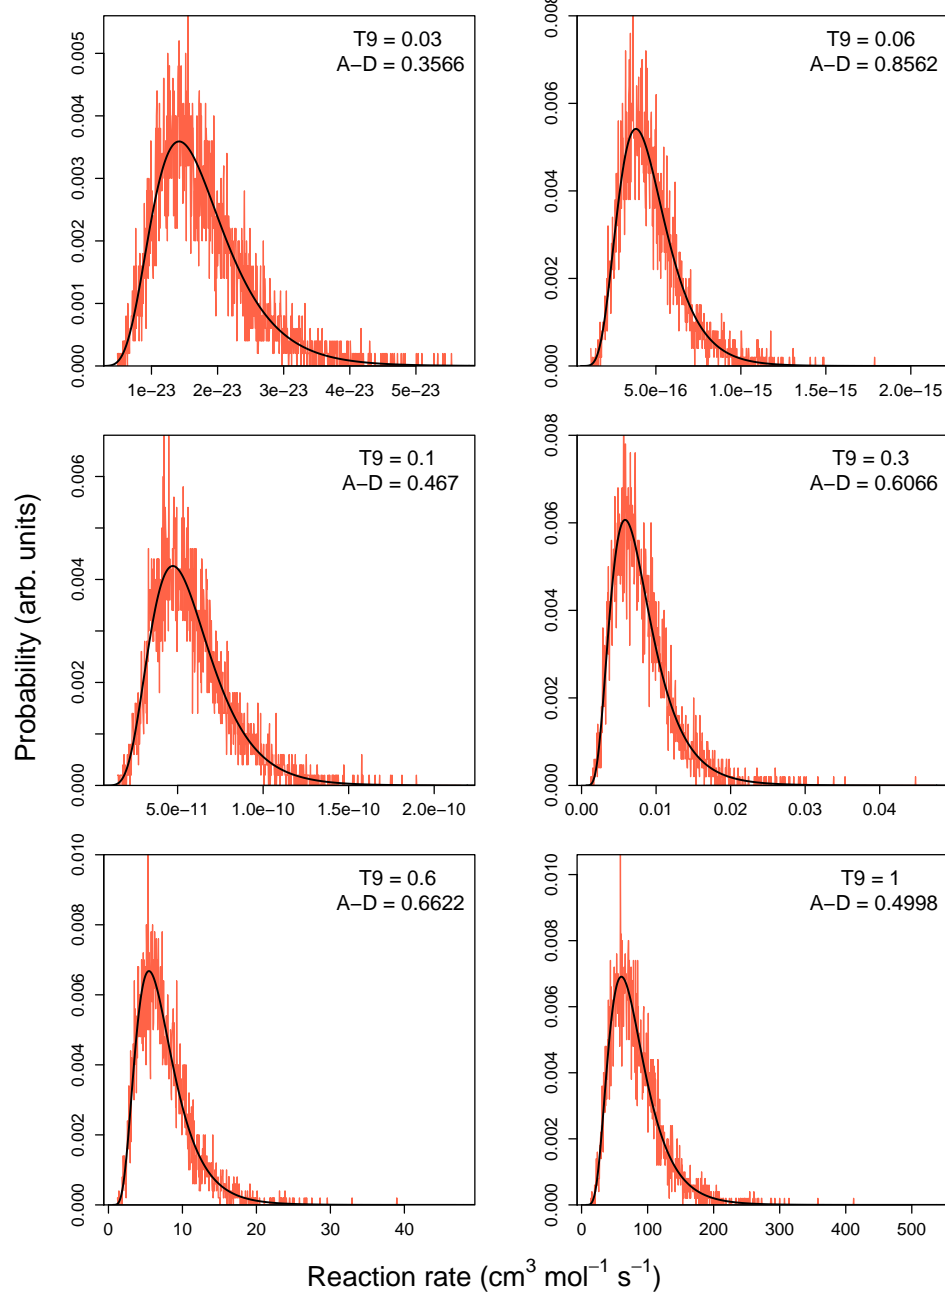 T9 = 0.03
A−D = 0.3566
0.005
0.004
0.003
0.002
0.001
0.000
1e−23
2e−23
3e−23
4e−23
5e−23
T9 = 0.06
A−D = 0.8562
0.008
0.006
0.004
0.002
0.000
5.0e−16
1.0e−15
1.5e−15
2.0e−15
T9 = 0.1
A−D = 0.467
0.006
0.004
0.002
0.000
5.0e−11
1.0e−10
1.5e−10
2.0e−10
T9 = 0.3
A−D = 0.6066
0.008
0.006
0.004
0.002
0.000
0.00
0.01
0.02
0.03
0.04
T9 = 0.6
A−D = 0.6622
0.010
0.008
0.006
0.004
0.002
0.000
0
10
20
30
40
T9 = 1
A−D = 0.4998
0.010
0.008
0.006
0.004
0.002
0.000
0
100
200
300
400
500
Probability (arb. units)
Reaction rate (cm³ mol⁻¹ s⁻¹)